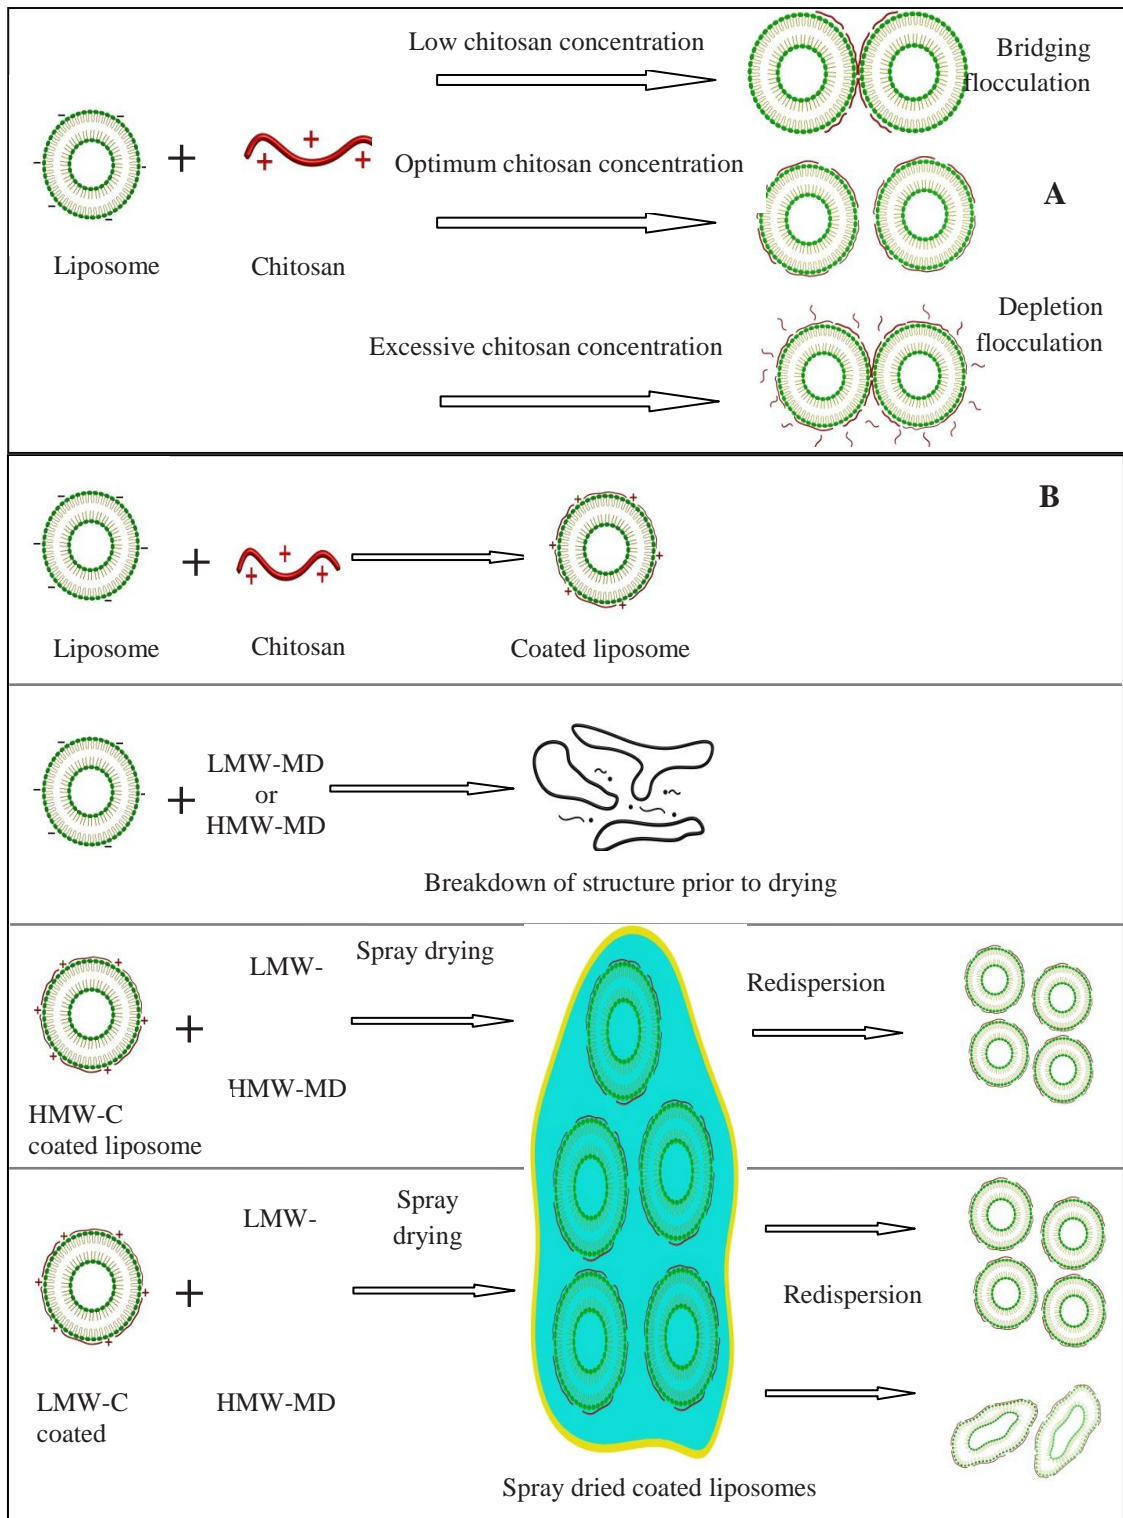 Low chitosan concentration
Bridging
flocculation
+
Optimum chitosan concentration
A
Liposome
Chitosan
Depletion
flocculation
Excessive chitosan concentration
B
+
Liposome
Chitosan
Coated liposome
LMW-MD
+
or
HMW-MD
Breakdown of structure prior to drying
LMW-
Spray drying
Redispersion
+
HMW-MD
HMW-C
coated liposome
LMW-
Spray
drying
+
Redispersion
LMW-C
coated
HMW-MD
Spray dried coated liposomes